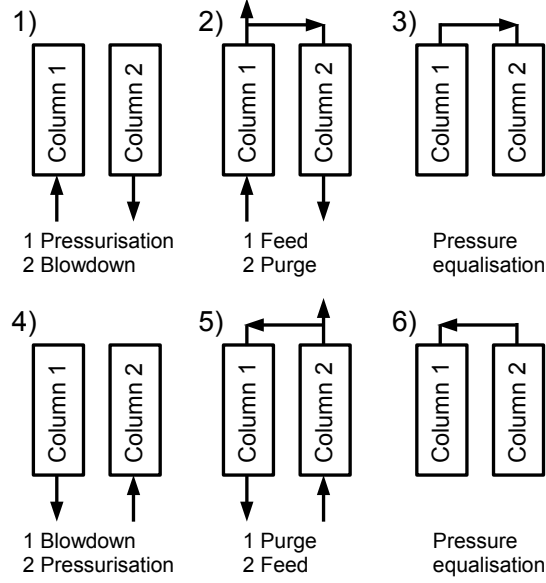 1)
2)
3)
Column 1
Column 2
Column 1
Column 2
Column 1
Column 2
1 Pressurisation
2 Blowdown
1 Feed
2 Purge
Pressure
equalisation
4)
5)
6)
Column 1
Column 2
Column 1
Column 2
Column 1
Column 2
1 Blowdown
2 Pressurisation
1 Purge
2 Feed
Pressure
equalisation